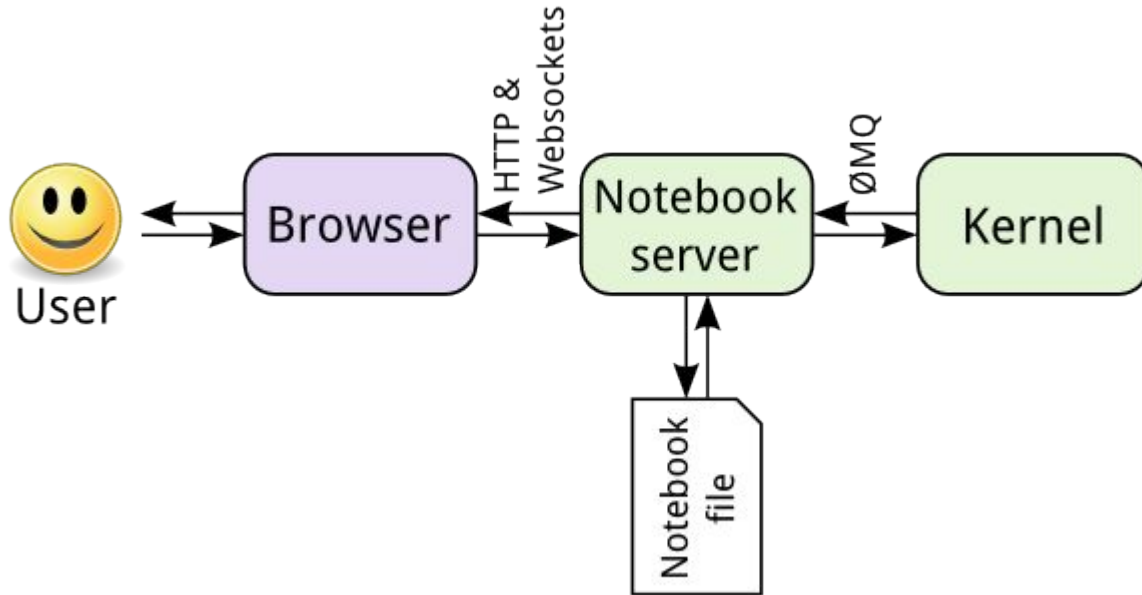 User
Browser
HTTP &
Websockets
Notebook
server
ØMQ
Kernel
Notebook
file